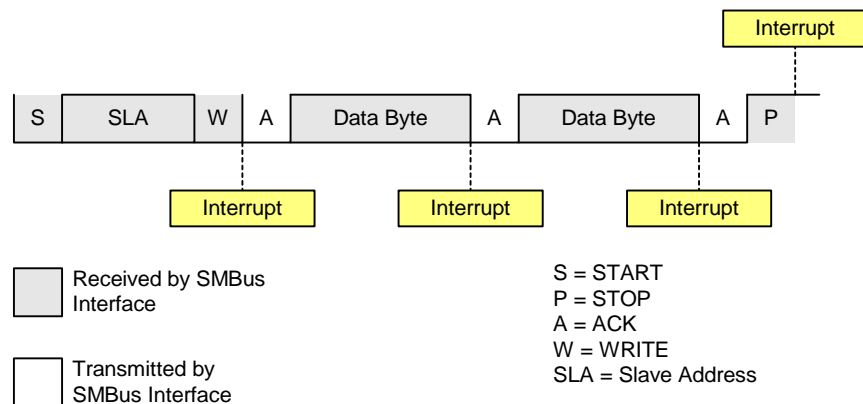 Interrupt
S SLA W A Data Byte A Data Byte A P
Interrupt Interrupt Interrupt
Received by SMBus
Interface
Transmitted by
SMBus Interface
S = START
P = STOP
A = ACK
W = WRITE
SLA = Slave Address